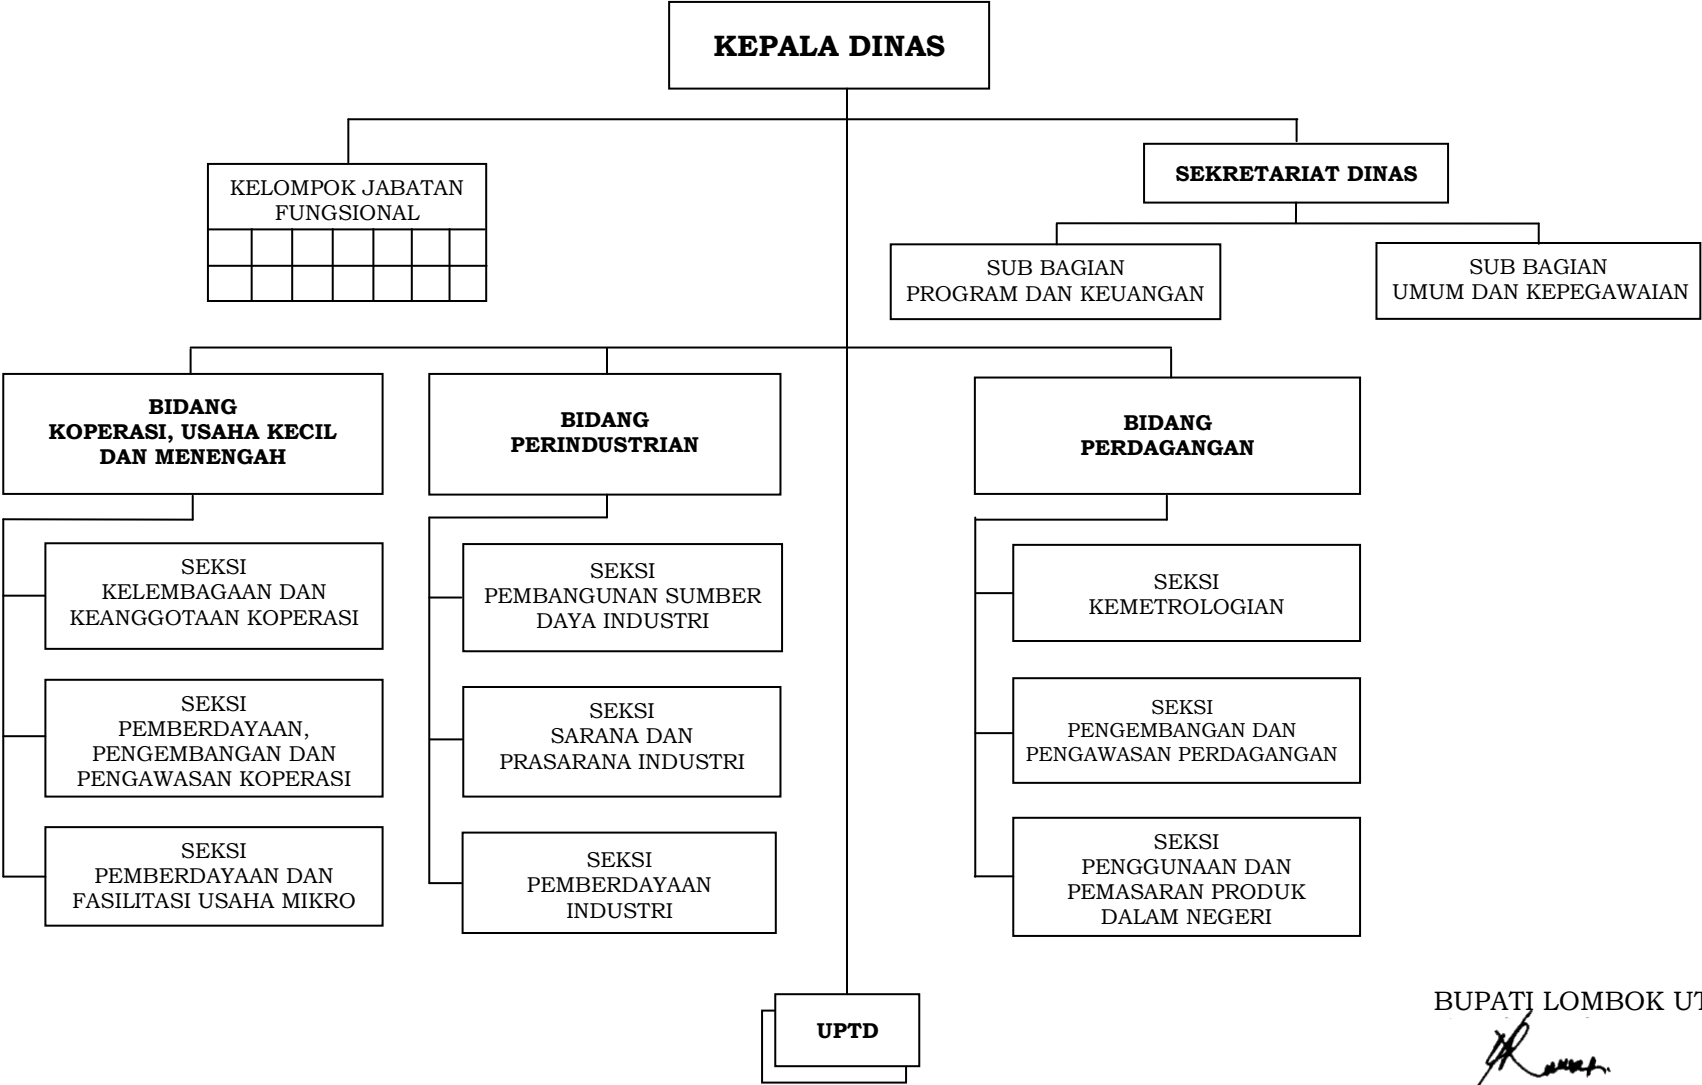 KEPALA DINAS
KELOMPOK JABATAN
FUNGSIONAL
SEKRETARIAT DINAS
SUB BAGIAN
PROGRAM DAN KEUANGAN
SUB BAGIAN
UMUM DAN KEPEGAWAIAN
BIDANG
KOPERASI, USAHA KECIL
DAN MENENGAH
BIDANG
PERINDUSTRIAN
BIDANG
PERDAGANGAN
SEKSI
KELEMBAGAAN DAN
KEANGGOTAAN KOPERASI
SEKSI
PEMBERDAYAAN,
PENGEMBANGAN DAN
PENGAWASAN KOPERASI
SEKSI
PEMBERDAYAAN DAN
FASILITASI USAHA MIKRO
SEKSI
PEMBANGUNAN SUMBER
DAYA INDUSTRI
SEKSI
SARANA DAN
PRASARANA INDUSTRI
SEKSI
PEMBERDAYAAN
INDUSTRI
SEKSI
KEMETROLOGIAN
SEKSI
PENGEMBANGAN DAN
PENGAWASAN PERDAGANGAN
SEKSI
PENGGUNAAN DAN
PEMASARAN PRODUK
DALAM NEGERI
UPTD
BUPATI LOMBOK UT